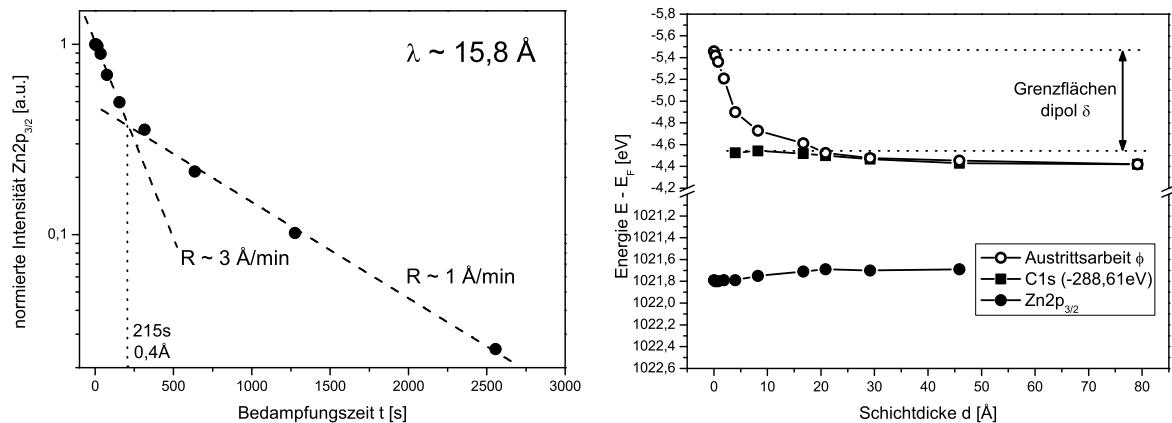 normierte Intensität Zn2p3/2 [a.u.]
1
0,1
λ ~ 15,8 Å
R ~ 3 Å/min
R ~ 1 Å/min
215s
0,4Å
0 500 1000 1500 2000 2500 3000
Bedampfungszeit t [s]
Energie E - EF [eV]
-5,8
-5,6
-5,4
-5,2
-5,0
-4,8
-4,6
-4,4
-4,2
1021,2
1021,4
1021,6
1021,8
1022,0
1022,2
1022,4
1022,6
Grenzflächen
dipol δ
Austrittsarbeit ϕ
C1s (-288,61eV)
Zn2p3/2
0 10 20 30 40 50 60 70 80
Schichtdicke d [Å]